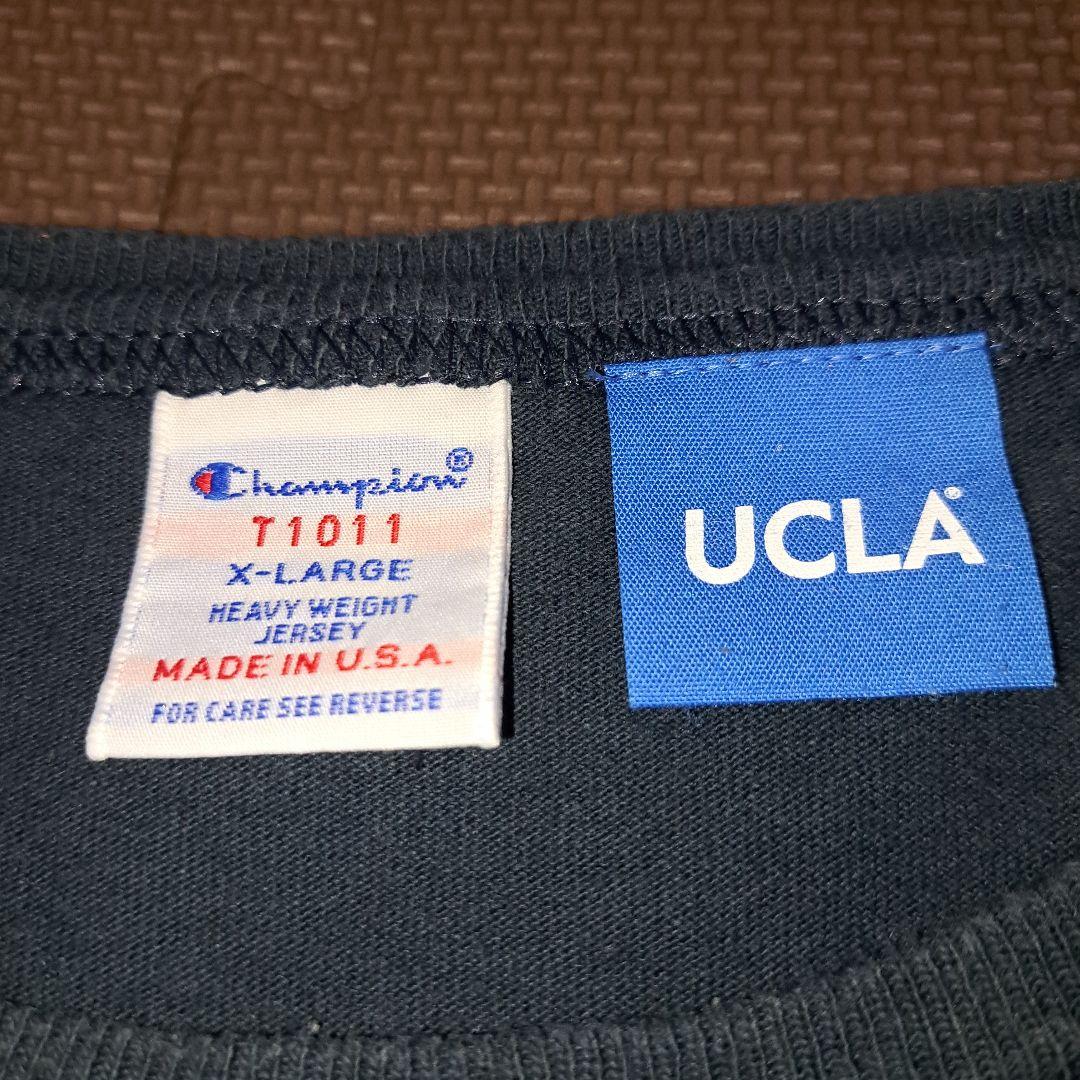 Champion®
T1011
X-LARGE
HEAVY WEIGHT
JERSEY
MADE IN U.S.A.
FOR CARE SEE REVERSE
UCLA®